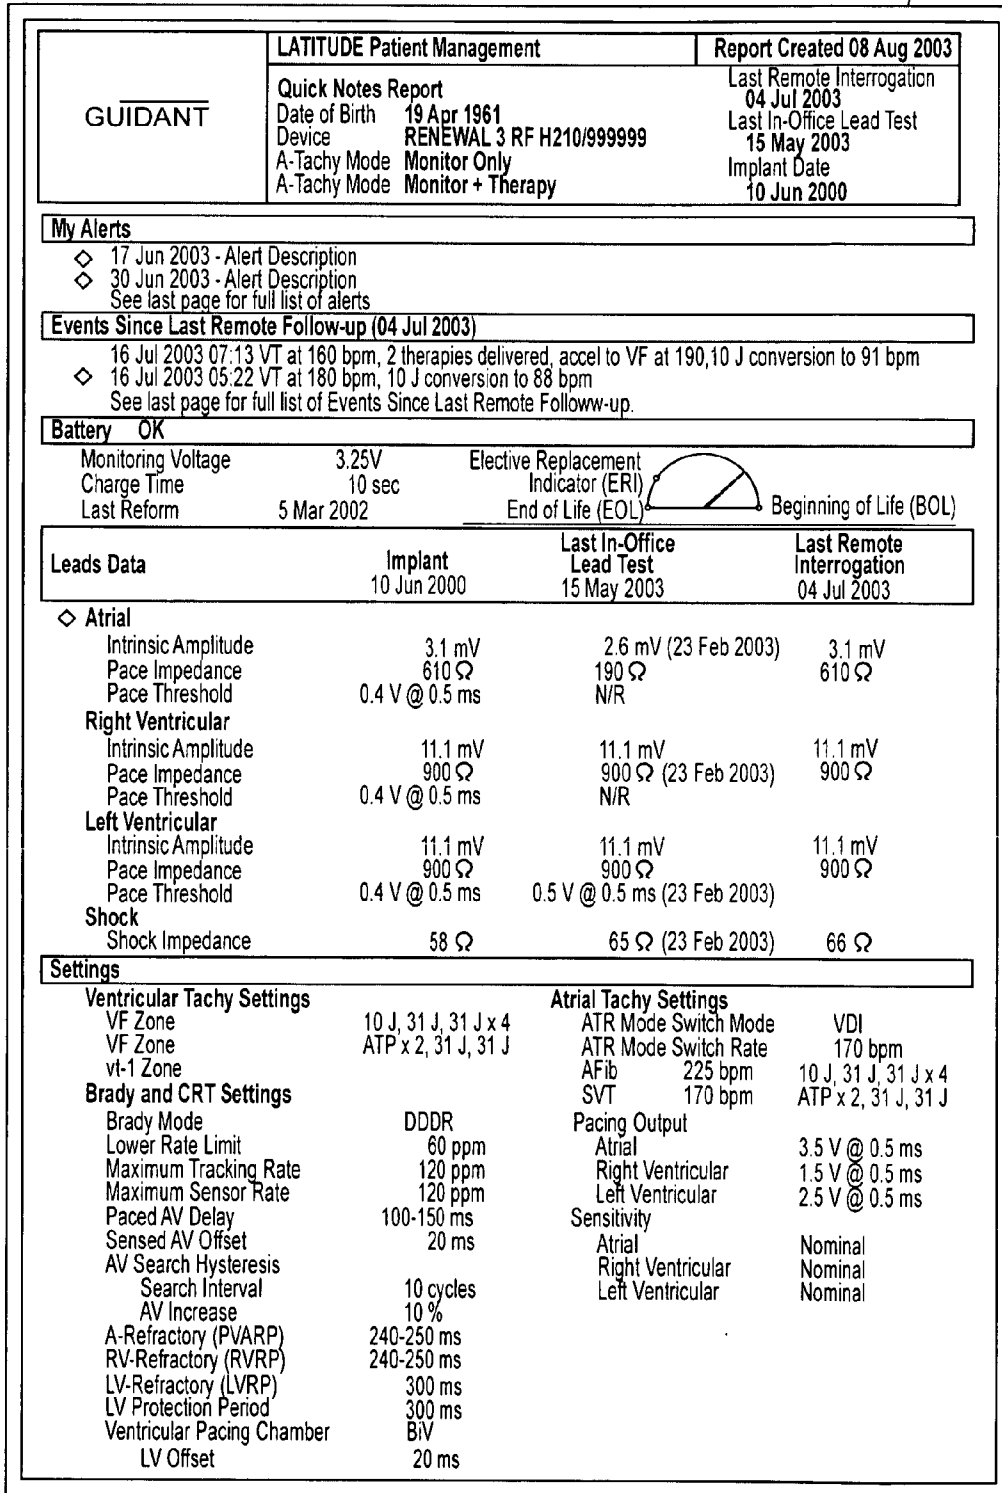 GUIDANT
LATITUDE Patient Management
Report Created 08 Aug 2003
Quick Notes Report
Date of Birth 19 Apr 1961
Device RENEWAL 3 RF H210/999999
A-Tachy Mode Monitor Only
A-Tachy Mode Monitor + Therapy
Last Remote Interrogation
04 Jul 2003
Last In-Office Lead Test
15 May 2003
Implant Date
10 Jun 2000
My Alerts
◇ 17 Jun 2003 - Alert Description
◇ 30 Jun 2003 - Alert Description
See last page for full list of alerts
Events Since Last Remote Follow-up (04 Jul 2003)
16 Jul 2003 07:13 VT at 160 bpm, 2 therapies delivered, accel to VF at 190,10 J conversion to 91 bpm
◇ 16 Jul 2003 05:22 VT at 180 bpm, 10 J conversion to 88 bpm
See last page for full list of Events Since Last Remote Followw-up.
Battery OK
Monitoring Voltage 3.25V
Charge Time 10 sec
Last Reform 5 Mar 2002
Elective Replacement
Indicator (ERI)
End of Life (EOL)
Beginning of Life (BOL)
Leads Data
Implant
10 Jun 2000
Last In-Office
Lead Test
15 May 2003
Last Remote
Interrogation
04 Jul 2003
◇ Atrial
Intrinsic Amplitude 3.1 mV 2.6 mV (23 Feb 2003) 3.1 mV
Pace Impedance 610 Ω 190 Ω 610 Ω
Pace Threshold 0.4 V @ 0.5 ms N/R
Right Ventricular
Intrinsic Amplitude 11.1 mV 11.1 mV 11.1 mV
Pace Impedance 900 Ω 900 Ω (23 Feb 2003) 900 Ω
Pace Threshold 0.4 V @ 0.5 ms N/R
Left Ventricular
Intrinsic Amplitude 11.1 mV 11.1 mV 11.1 mV
Pace Impedance 900 Ω 900 Ω 900 Ω
Pace Threshold 0.4 V @ 0.5 ms 0.5 V @ 0.5 ms (23 Feb 2003)
Shock
Shock Impedance 58 Ω 65 Ω (23 Feb 2003) 66 Ω
Settings
Ventricular Tachy Settings
VF Zone 10 J, 31 J, 31 J x 4
VF Zone ATP x 2, 31 J, 31 J
vt-1 Zone
Brady and CRT Settings
Brady Mode DDDR
Lower Rate Limit 60 ppm
Maximum Tracking Rate 120 ppm
Maximum Sensor Rate 120 ppm
Paced AV Delay 100-150 ms
Sensed AV Offset 20 ms
AV Search Hysteresis
Search Interval 10 cycles
AV Increase 10 %
A-Refractory (PVARP) 240-250 ms
RV-Refractory (RVRP) 240-250 ms
LV-Refractory (LVRP) 300 ms
LV Protection Period 300 ms
Ventricular Pacing Chamber BiV
LV Offset 20 ms
Atrial Tachy Settings
ATR Mode Switch Mode VDI
ATR Mode Switch Rate 170 bpm
AFib 225 bpm 10 J, 31 J, 31 J x 4
SVT 170 bpm ATP x 2, 31 J, 31 J
Pacing Output
Atrial 3.5 V @ 0.5 ms
Right Ventricular 1.5 V @ 0.5 ms
Left Ventricular 2.5 V @ 0.5 ms
Sensitivity
Atrial Nominal
Right Ventricular Nominal
Left Ventricular Nominal